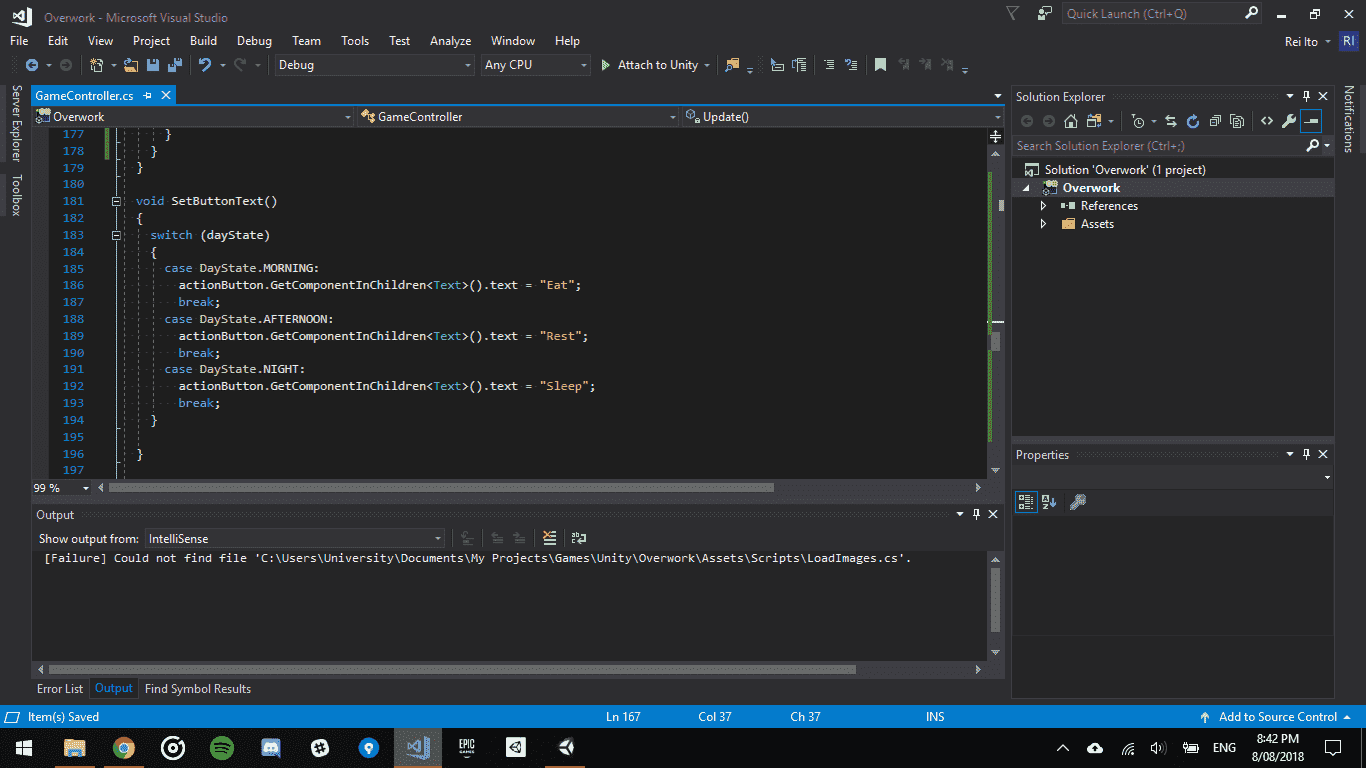 Overwork - Microsoft Visual Studio
Quick Launch (Ctrl+Q)
File Edit View Project Build Debug Team Tools Test Analyze Window Help
Rei Ito RI
Debug Any CPU Attach to Unity
Server Explorer
Toolbox
GameController.cs
Overwork GameController Update()
177 }
178 }
179 }
180
181 void SetButtonText()
182 {
183 switch (dayState)
184 {
185 case DayState.MORNING:
186 actionButton.GetComponentInChildren<Text>().text = "Eat";
187 break;
188 case DayState.AFTERNOON:
189 actionButton.GetComponentInChildren<Text>().text = "Rest";
190 break;
191 case DayState.NIGHT:
192 actionButton.GetComponentInChildren<Text>().text = "Sleep";
193 break;
194 }
195
196 }
197
99 %
Output
Show output from: IntelliSense
[Failure] Could not find file 'C:\Users\University\Documents\My Projects\Games\Unity\Overwork\Assets\Scripts\LoadImages.cs'.
Error List Output Find Symbol Results
Solution Explorer
Search Solution Explorer (Ctrl+;)
Solution 'Overwork' (1 project)
Overwork
References
Assets
Properties
Notifications
Item(s) Saved Ln 167 Col 37 Ch 37 INS Add to Source Control
EPIC
GAMES
ENG
8:42 PM
8/08/2018